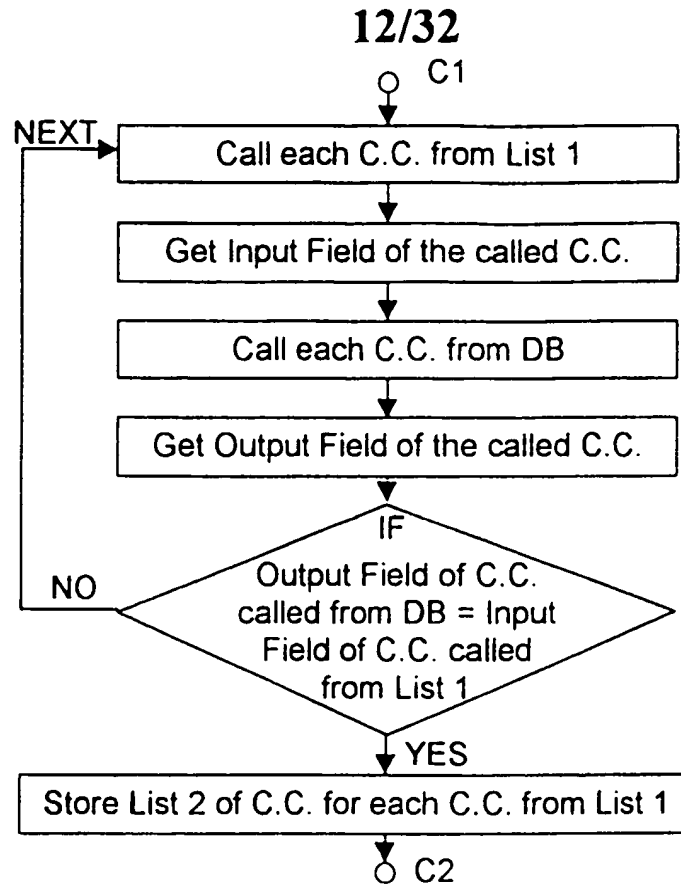 12/32
C1
NEXT
Call each C.C. from List 1
Get Input Field of the called C.C.
Call each C.C. from DB
Get Output Field of the called C.C.
IF
Output Field of C.C.
called from DB = Input
Field of C.C. called
from List 1
NO
YES
Store List 2 of C.C. for each C.C. from List 1
C2